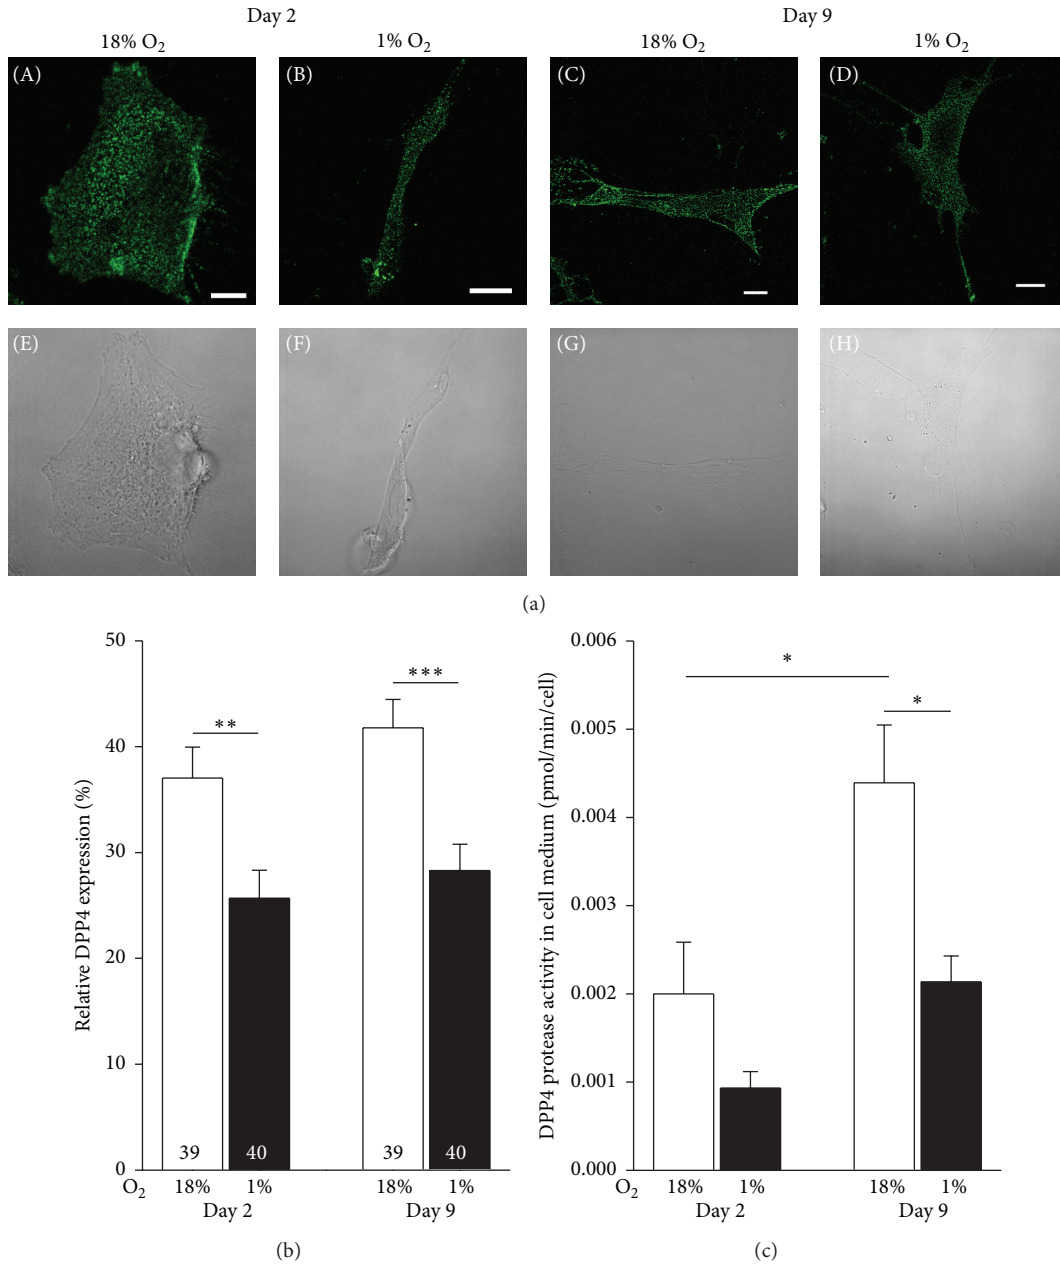 Day 2
Day 9
18% O2
1% O2
18% O2
1% O2
(A)
(B)
(C)
(D)
(E)
(F)
(G)
(H)
(a)
50
40
30
20
10
0
Relative DPP4 expression (%)
**
***
39
40
39
40
O2
18%
1%
18%
1%
Day 2
Day 9
(b)
0.006
0.005
0.004
0.003
0.002
0.001
0.000
DPP4 protease activity in cell medium (pmol/min/cell)
*
*
O2
18%
1%
18%
1%
Day 2
Day 9
(c)